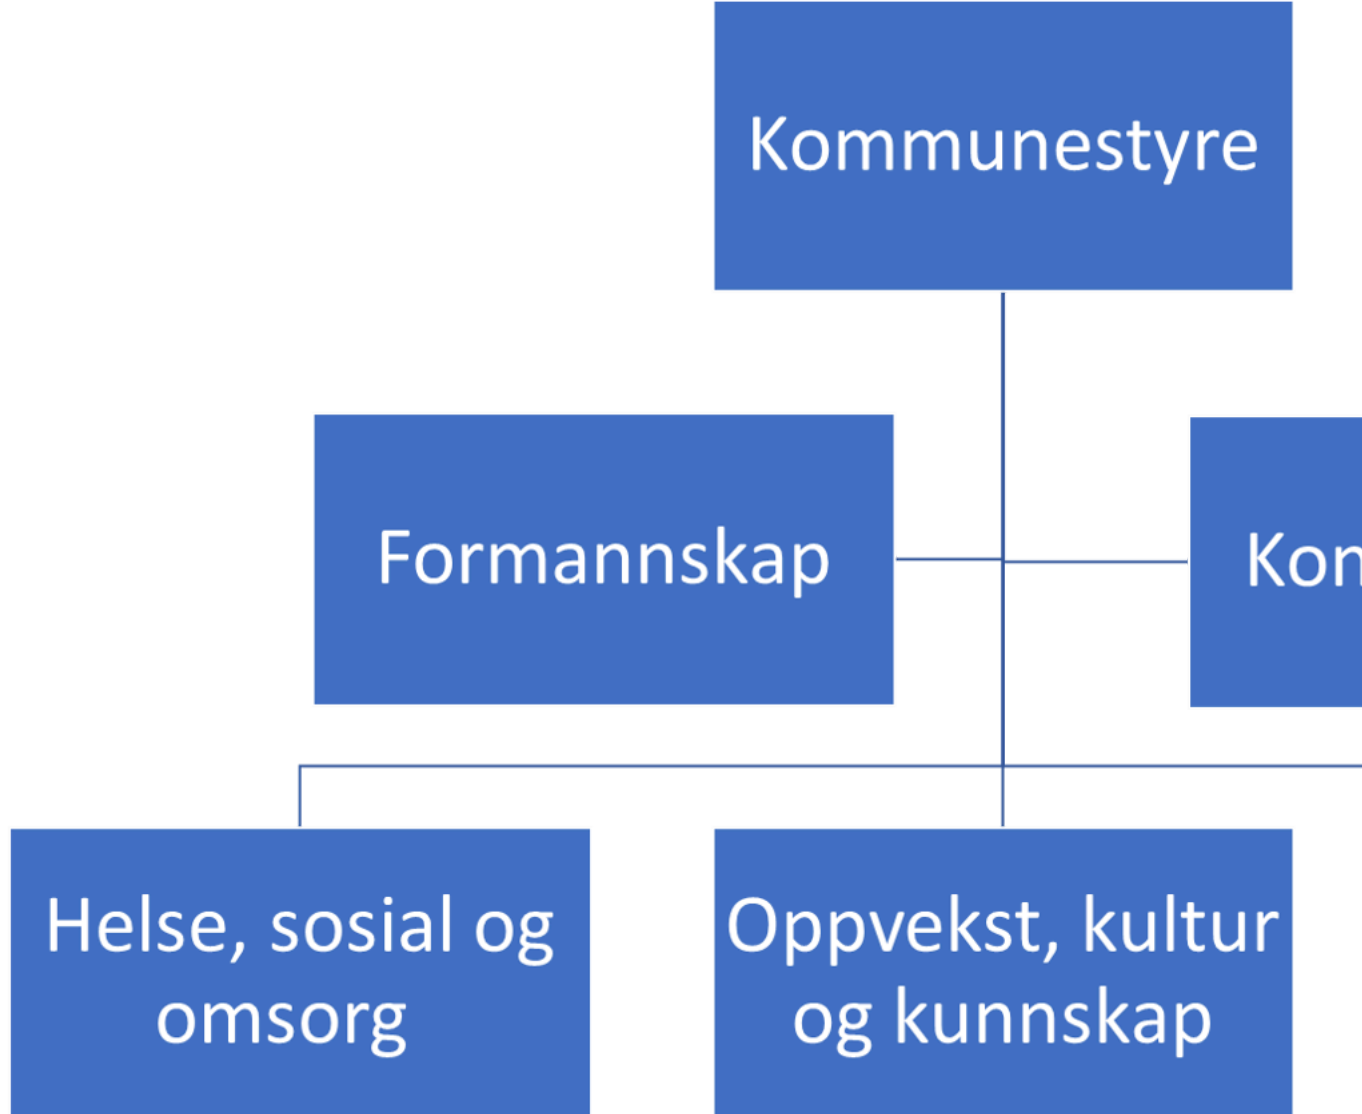 Kommunestyre
Formannskap
Helse, sosial og
omsorg
Oppvekst, kultur
og kunnskap